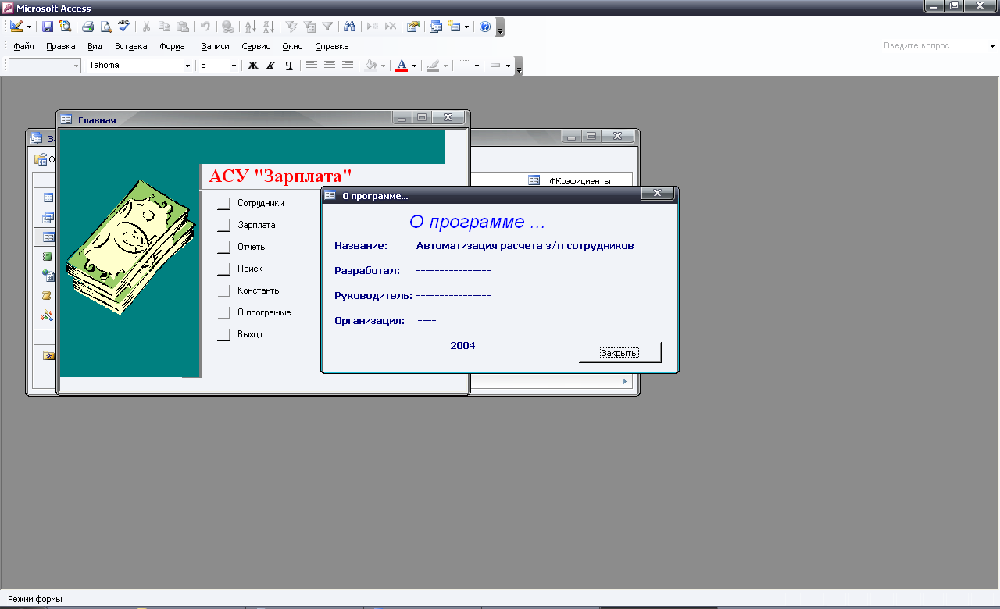 Microsoft Access
Файл Правка Вид Вставка Формат Записи Сервис Окно Справка
Введите вопрос
Tahoma 8 Ж К Ч
Главная
За
О
ФКоэфициенты
АСУ "Зарплата"
Сотрудники
Зарплата
Отчеты
Поиск
Константы
О программе ...
Выход
О программе...
О программе ...
Название: Автоматизация расчета з/п сотрудников
Разработал: ----------------
Руководитель: ----------------
Организация: ----
2004
Закрыть
Режим формы